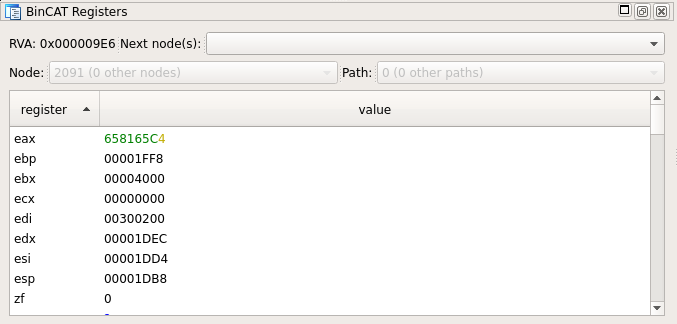 BinCAT Registers
RVA: 0x000009E6 Next node(s):
Node: 2091 (0 other nodes) Path: 0 (0 other paths)
register value
eax 658165C4
ebp 00001FF8
ebx 00004000
ecx 00000000
edi 00300200
edx 00001DEC
esi 00001DD4
esp 00001DB8
zf 0